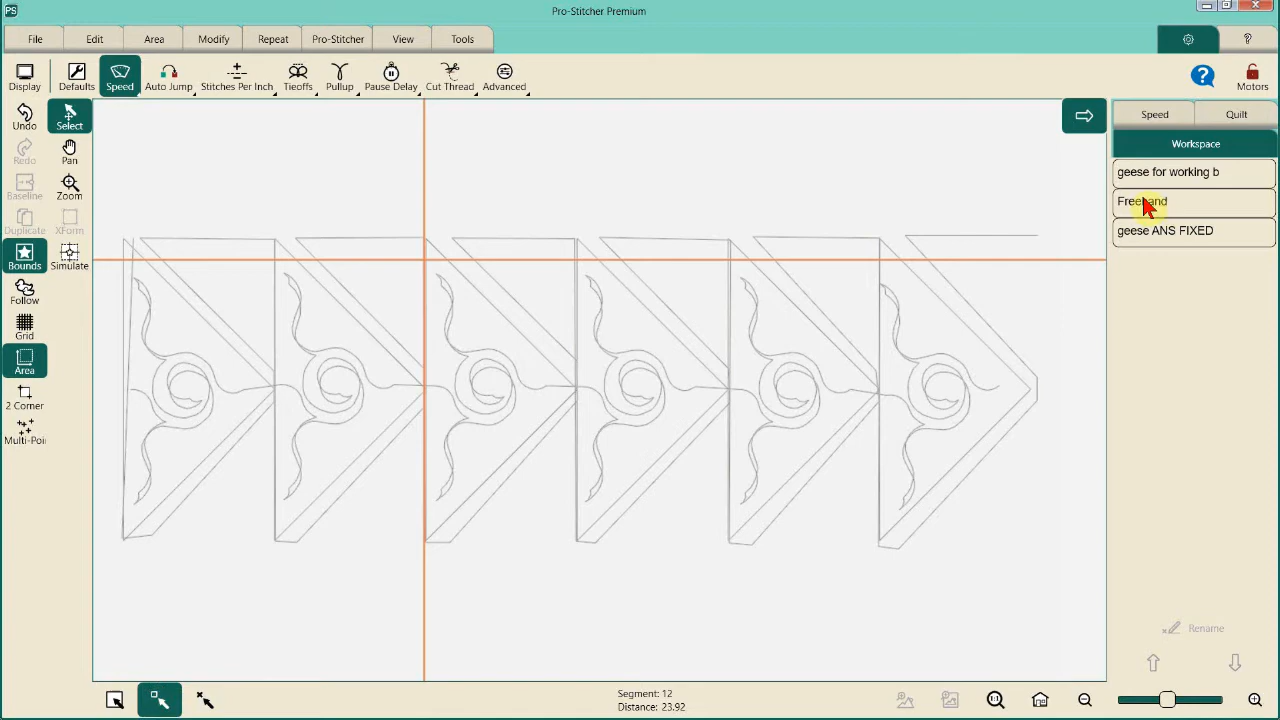 PS
Pro-Stitcher Premium
File Edit Area Modify Repeat Pro-Stitcher View Tools ?
Display Defaults Speed Auto Jump Stitches Per Inch Tieoffs Pullup Pause Delay Cut Thread Advanced ? Motors
Undo Select
Redo Pan
Baseline Zoom
Duplicate XForm
Bounds Simulate
Follow
Grid
Area
2 Corner
Multi-Poi
Speed Quilt
Workspace
geese for working b
Freehand
geese ANS FIXED
Rename
Segment: 12
Distance: 23.92
1:1